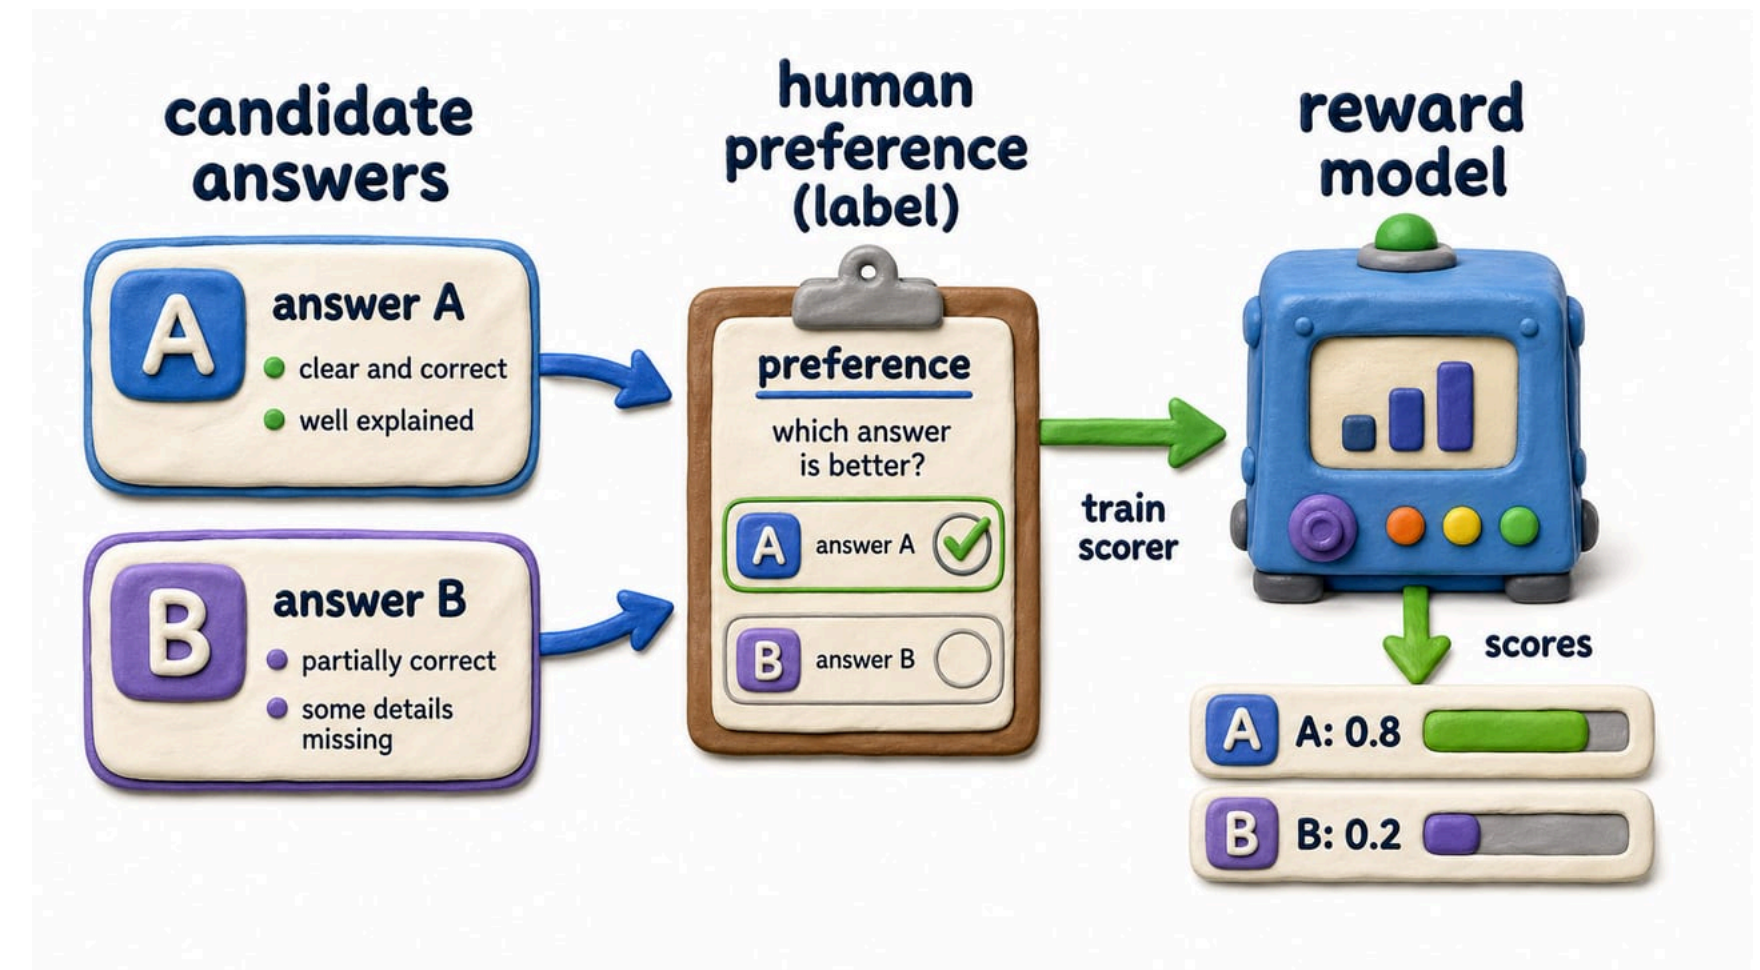 candidate
answers
A
answer A
clear and correct
well explained
B
answer B
partially correct
some details
missing
human
preference
(label)
preference
which answer
is better?
A
answer A
B
answer B
train
scorer
reward
model
scores
A
A: 0.8
B
B: 0.2